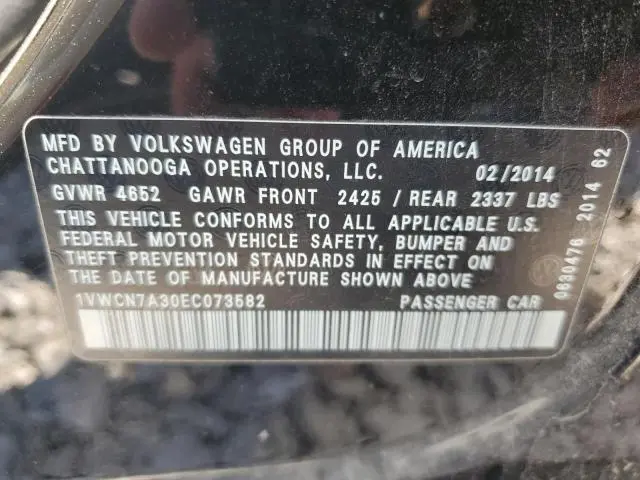 MFD BY VOLKSWAGEN GROUP OF AMERICA
CHATTANOOGA OPERATIONS, LLC. 02/2014
GVWR 4652 GAWR FRONT 2425 / REAR 2337 LBS
THIS VEHICLE CONFORMS TO ALL APPLICABLE U.S.
FEDERAL MOTOR VEHICLE SAFETY, BUMPER AND
THEFT PREVENTION STANDARDS IN EFFECT ON
THE DATE OF MANUFACTURE SHOWN ABOVE
1VWCN7A30EC073582 PASSENGER CAR
0630476 2014 62